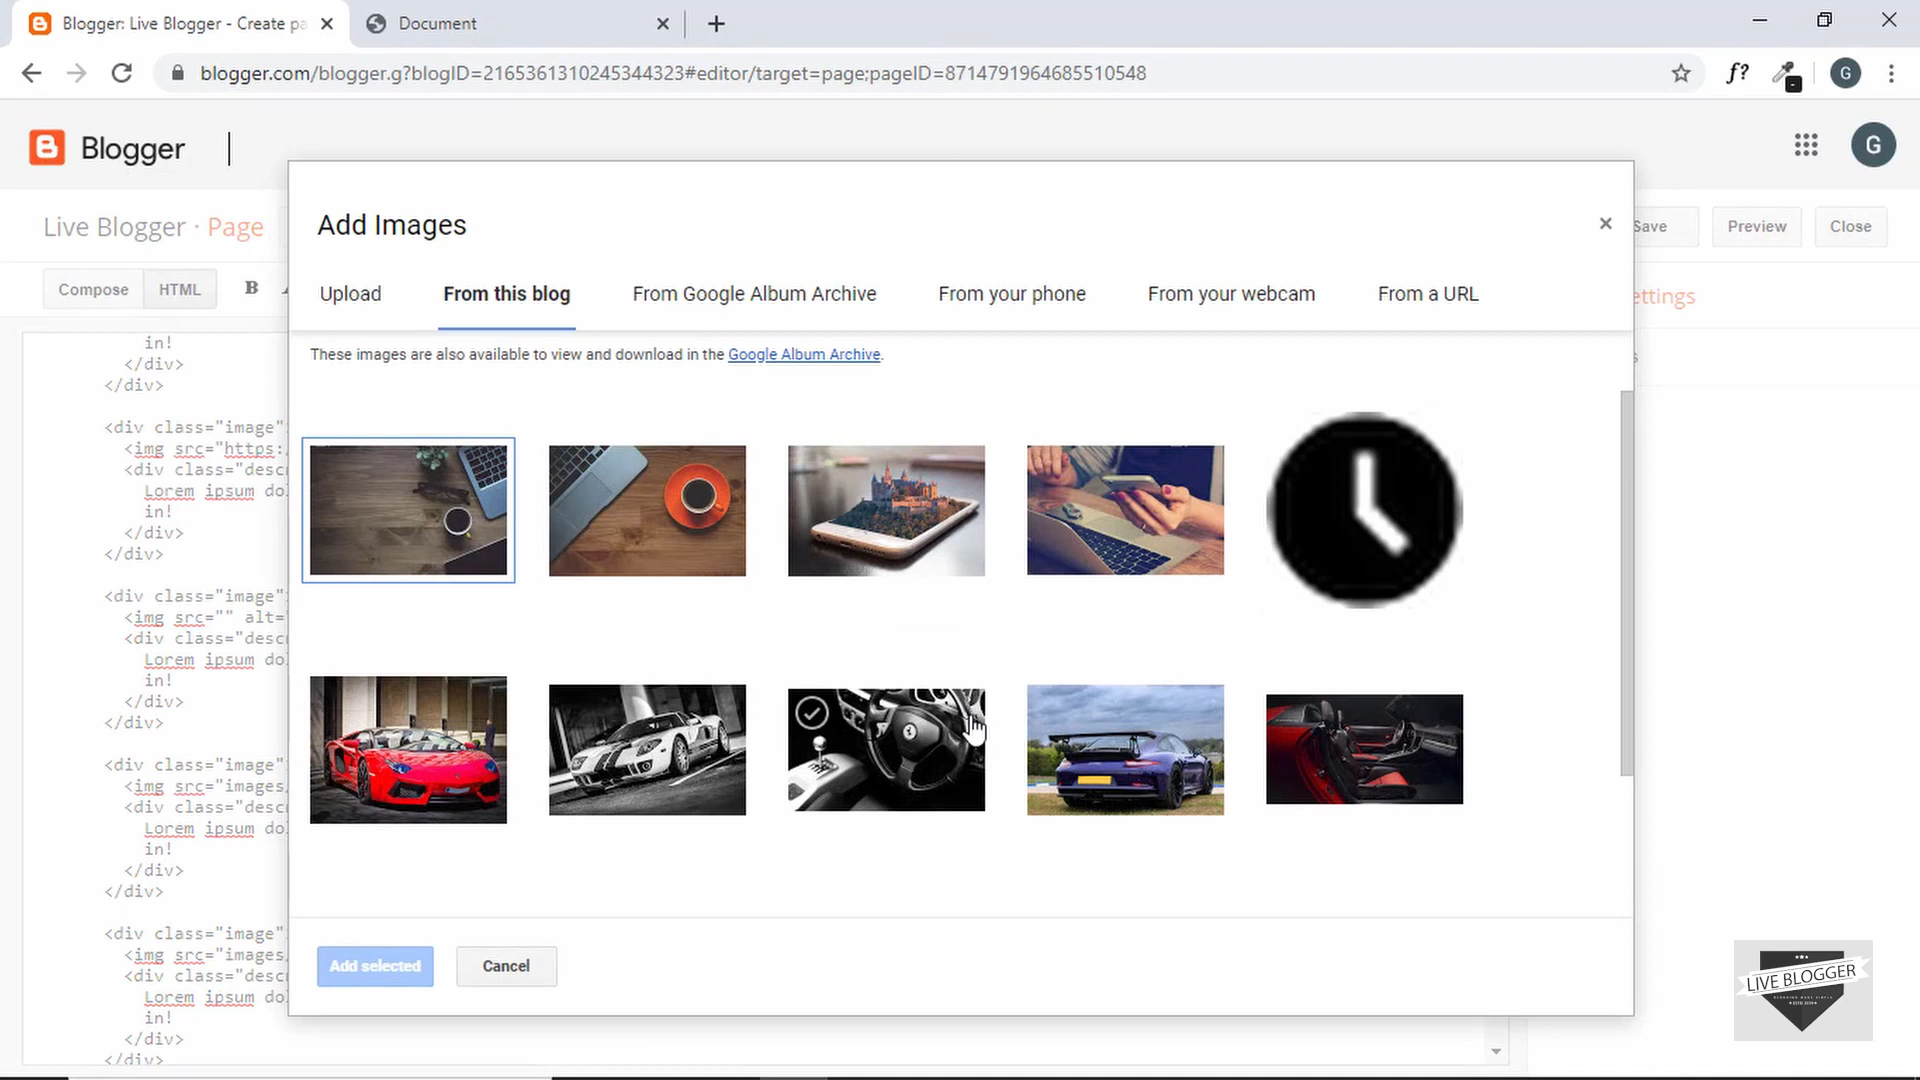 Blogger: Live Blogger - Create pa
Document
blogger.com/blogger.g?blogID=2165361310245344323#editor/target=page;pageID=8714791964685510548
f?
G
Blogger
G
Live Blogger · Page
Save
Preview
Close
Compose
HTML
B
ettings
Add Images
Upload
From this blog
From Google Album Archive
From your phone
From your webcam
From a URL
These images are also available to view and download in the Google Album Archive.
in!
</div>
</div>
<div class="image"
<img src="https:
<div class="desc
Lorem ipsum do
in!
</div>
</div>
<div class="image"
<img src="" alt=
<div class="desc
Lorem ipsum do
in!
</div>
</div>
<div class="image"
<img src="images
<div class="desc
Lorem ipsum do
in!
</div>
</div>
<div class="image"
<img src="images
<div class="desc
Lorem ipsum do
in!
</div>
</div>
Add selected
Cancel
LIVE BLOGGER